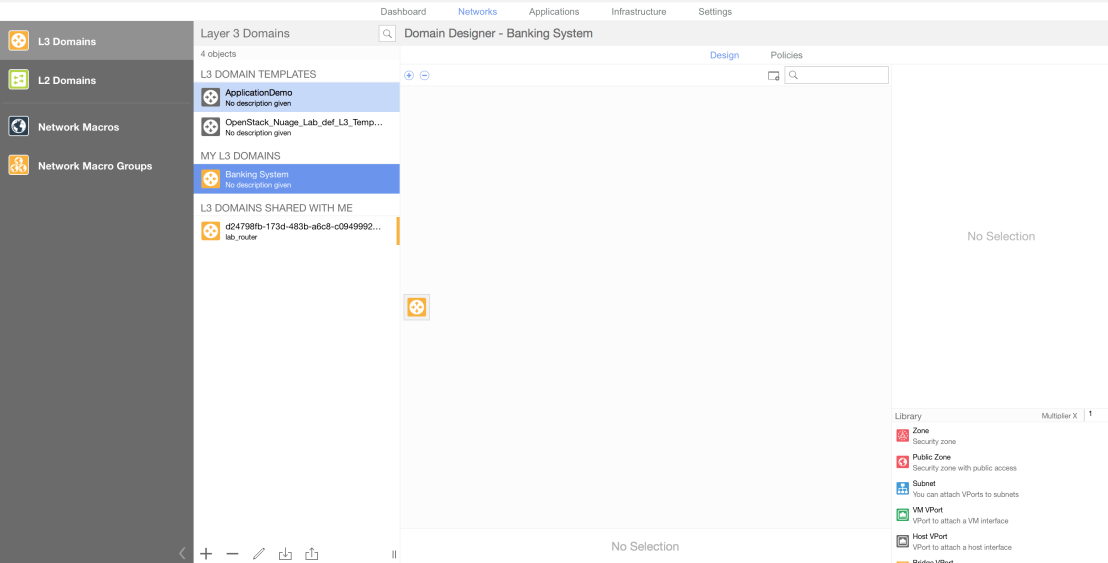 Dashboard
Networks
Applications
Infrastructure
Settings
L3 Domains
L2 Domains
Network Macros
Network Macro Groups
Layer 3 Domains
4 objects
L3 DOMAIN TEMPLATES
ApplicationDemo
No description given
OpenStack_Nuage_Lab_def_L3_Temp...
No description given
MY L3 DOMAINS
Banking System
No description given
L3 DOMAINS SHARED WITH ME
d24798fb-173d-483b-a6c8-c0949992...
lab_router
Domain Designer - Banking System
Design
Policies
No Selection
No Selection
Library
Multiplier X
1
Zone
Security zone
Public Zone
Security zone with public access
Subnet
You can attach VPorts to subnets
VM VPort
VPort to attach a VM interface
Host VPort
VPort to attach a host interface
Bridge VPort